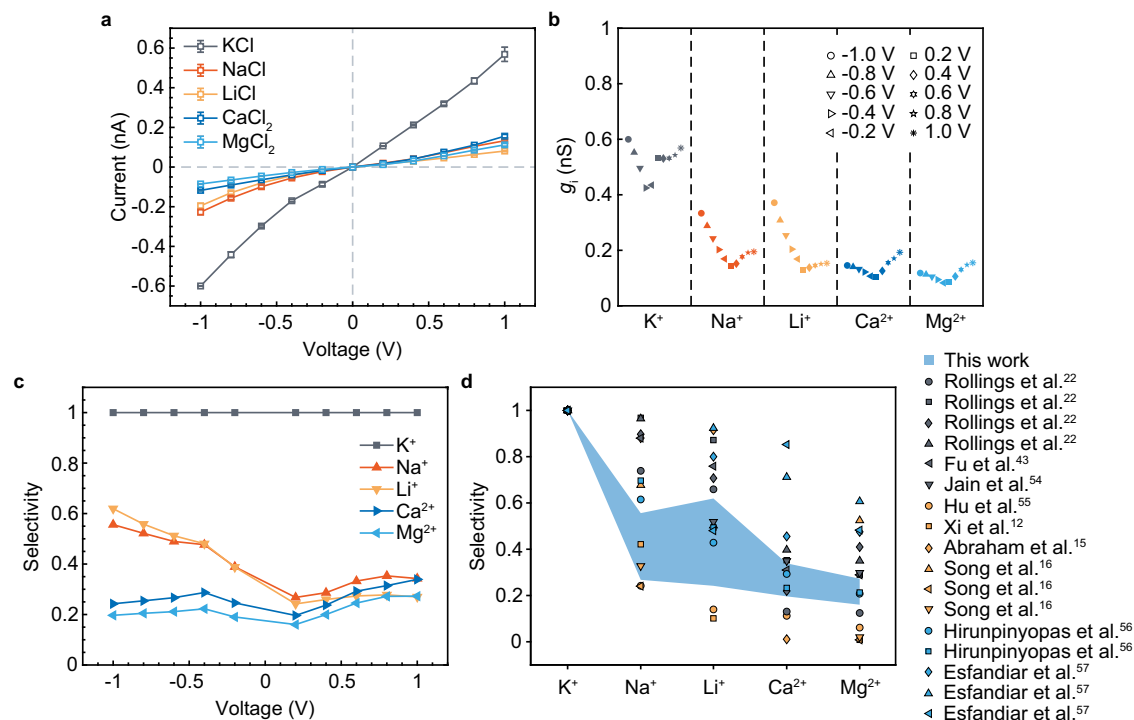 a
Current (nA)
0.6
0.4
0.2
0
-0.2
-0.4
-0.6
KCl
NaCl
LiCl
CaCl₂
MgCl₂
-1 -0.5 0 0.5 1
Voltage (V)
b
gᵢ (nS)
1
0.8
0.6
0.4
0.2
0
-1.0 V 0.2 V
-0.8 V 0.4 V
-0.6 V 0.6 V
-0.4 V 0.8 V
-0.2 V 1.0 V
K⁺ Na⁺ Li⁺ Ca²⁺ Mg²⁺
c
Selectivity
1
0.8
0.6
0.4
0.2
0
K⁺
Na⁺
Li⁺
Ca²⁺
Mg²⁺
-1 -0.5 0 0.5 1
Voltage (V)
d
Selectivity
1
0.8
0.6
0.4
0.2
0
K⁺ Na⁺ Li⁺ Ca²⁺ Mg²⁺
This work
Rollings et al.²²
Rollings et al.²²
Rollings et al.²²
Rollings et al.²²
Fu et al.⁴³
Jain et al.⁵⁴
Hu et al.⁵⁵
Xi et al.¹²
Abraham et al.¹⁵
Song et al.¹⁶
Song et al.¹⁶
Song et al.¹⁶
Hirunpinyopas et al.⁵⁶
Hirunpinyopas et al.⁵⁶
Esfandiar et al.⁵⁷
Esfandiar et al.⁵⁷
Esfandiar et al.⁵⁷